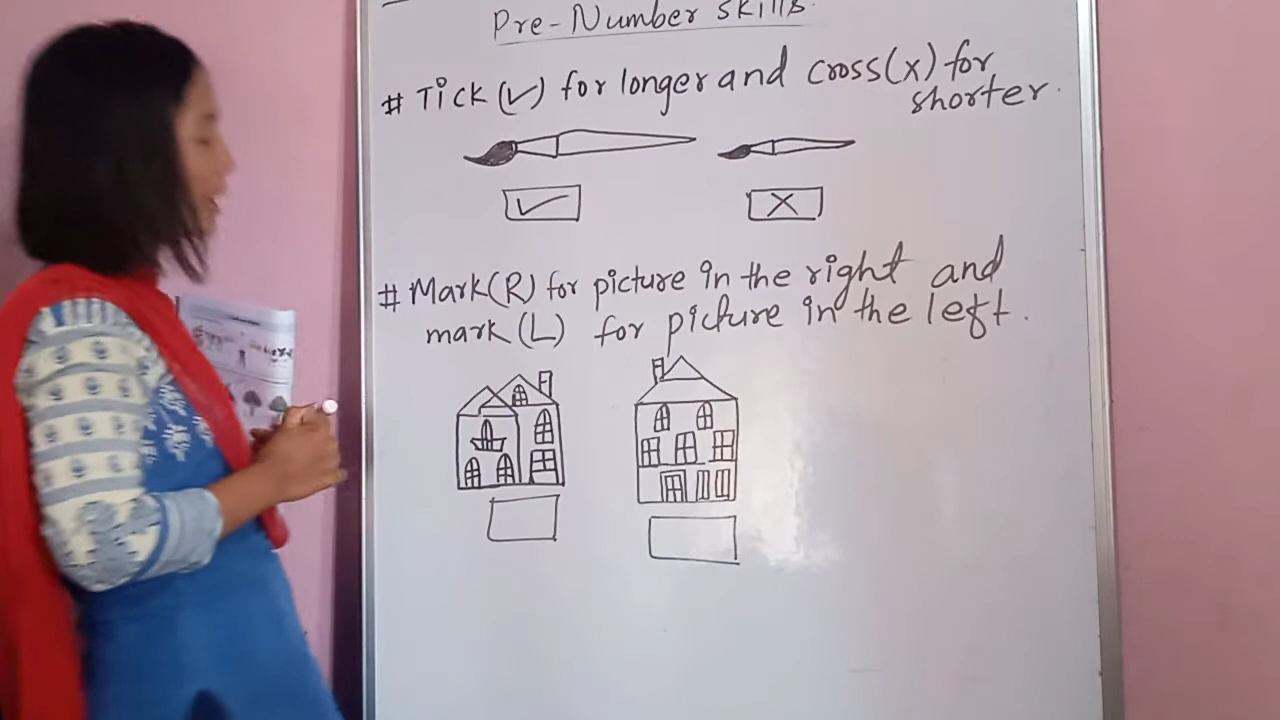 Pre-Number Skills.
# Tick (✓) for longer and cross(x) for
shorter.
✓ X
# Mark(R) for picture in the right and
mark (L) for picture in the left.